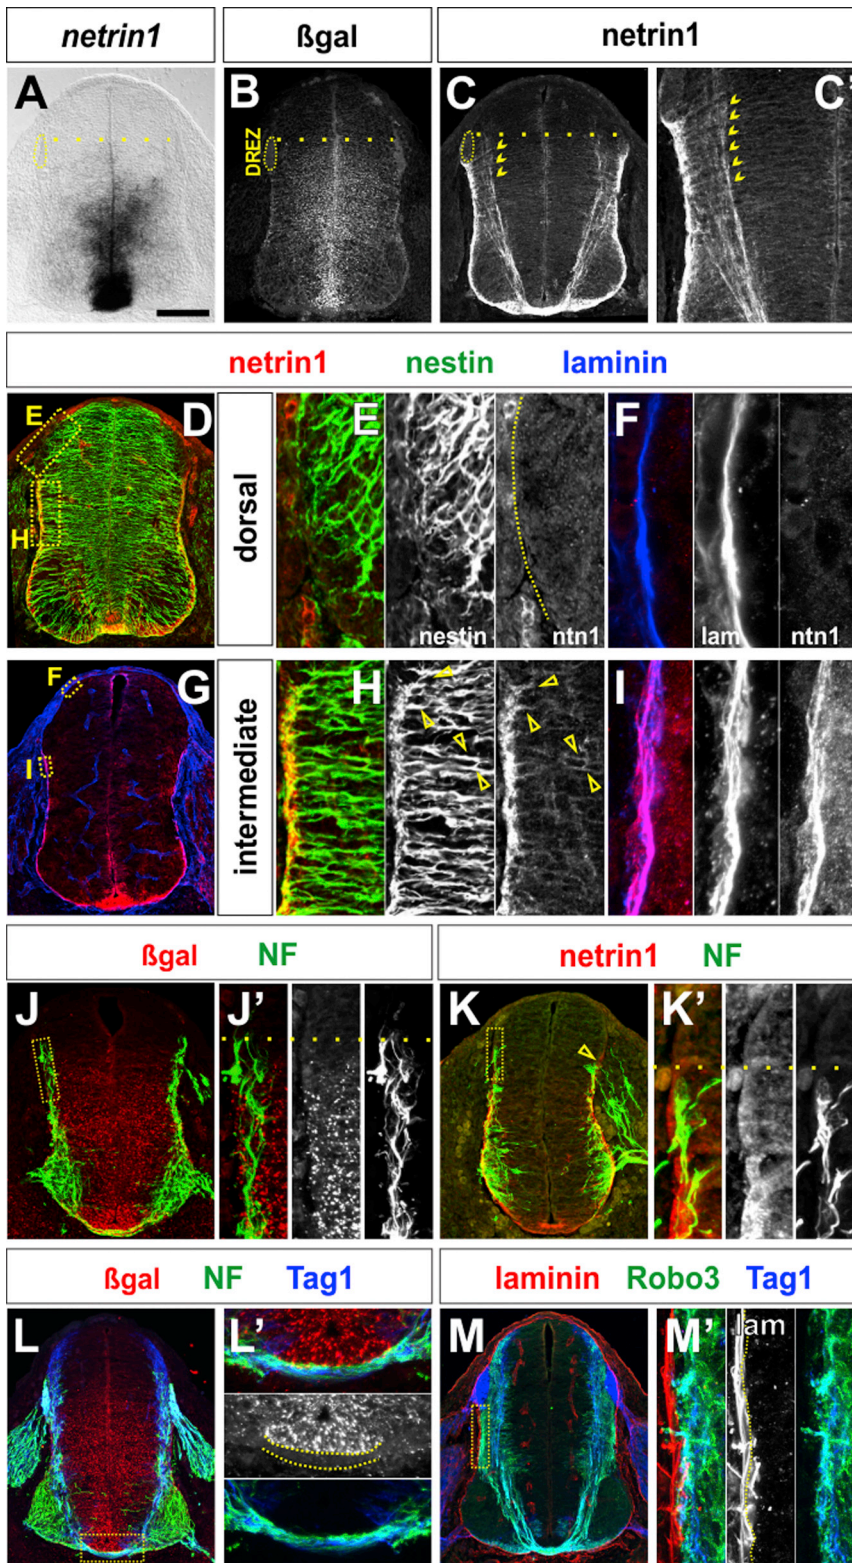 netrin1 ßgal netrin1
A B C C'
DREZ
netrin1 nestin laminin
E D E F
H
dorsal
nestin ntn1 lam ntn1
F G H I
I
intermediate
ßgal NF netrin1 NF
J J' K K'
ßgal NF Tag1 laminin Robo3 Tag1
L L' M M'
lam